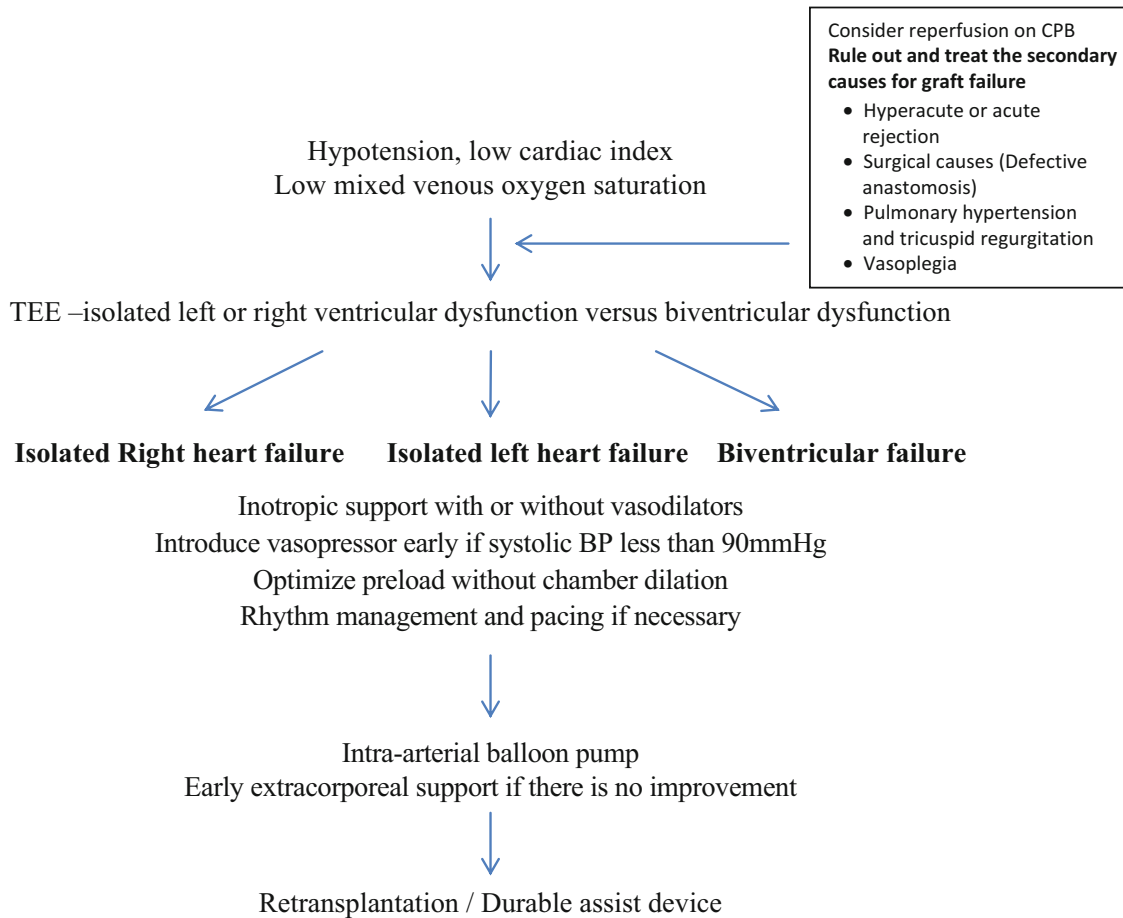 Consider reperfusion on CPB
Rule out and treat the secondary
causes for graft failure
• Hyperacute or acute
rejection
• Surgical causes (Defective
anastomosis)
• Pulmonary hypertension
and tricuspid regurgitation
• Vasoplegia
Hypotension, low cardiac index
Low mixed venous oxygen saturation
TEE –isolated left or right ventricular dysfunction versus biventricular dysfunction
Isolated Right heart failure Isolated left heart failure Biventricular failure
Inotropic support with or without vasodilators
Introduce vasopressor early if systolic BP less than 90mmHg
Optimize preload without chamber dilation
Rhythm management and pacing if necessary
Intra-arterial balloon pump
Early extracorporeal support if there is no improvement
Retransplantation / Durable assist device